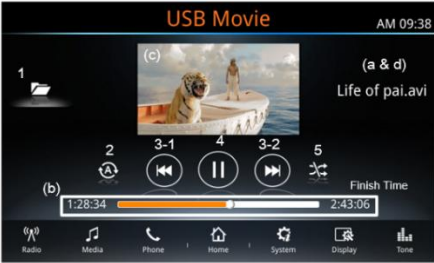 USB Movie
AM 09:38
(c)
(a & d)
1
Life of pai.avi
2
3-1
4
3-2
5
A
(b)
Finish Time
1:28:34
2:43:06
Radio
Media
Phone
Home
System
Display
Tone